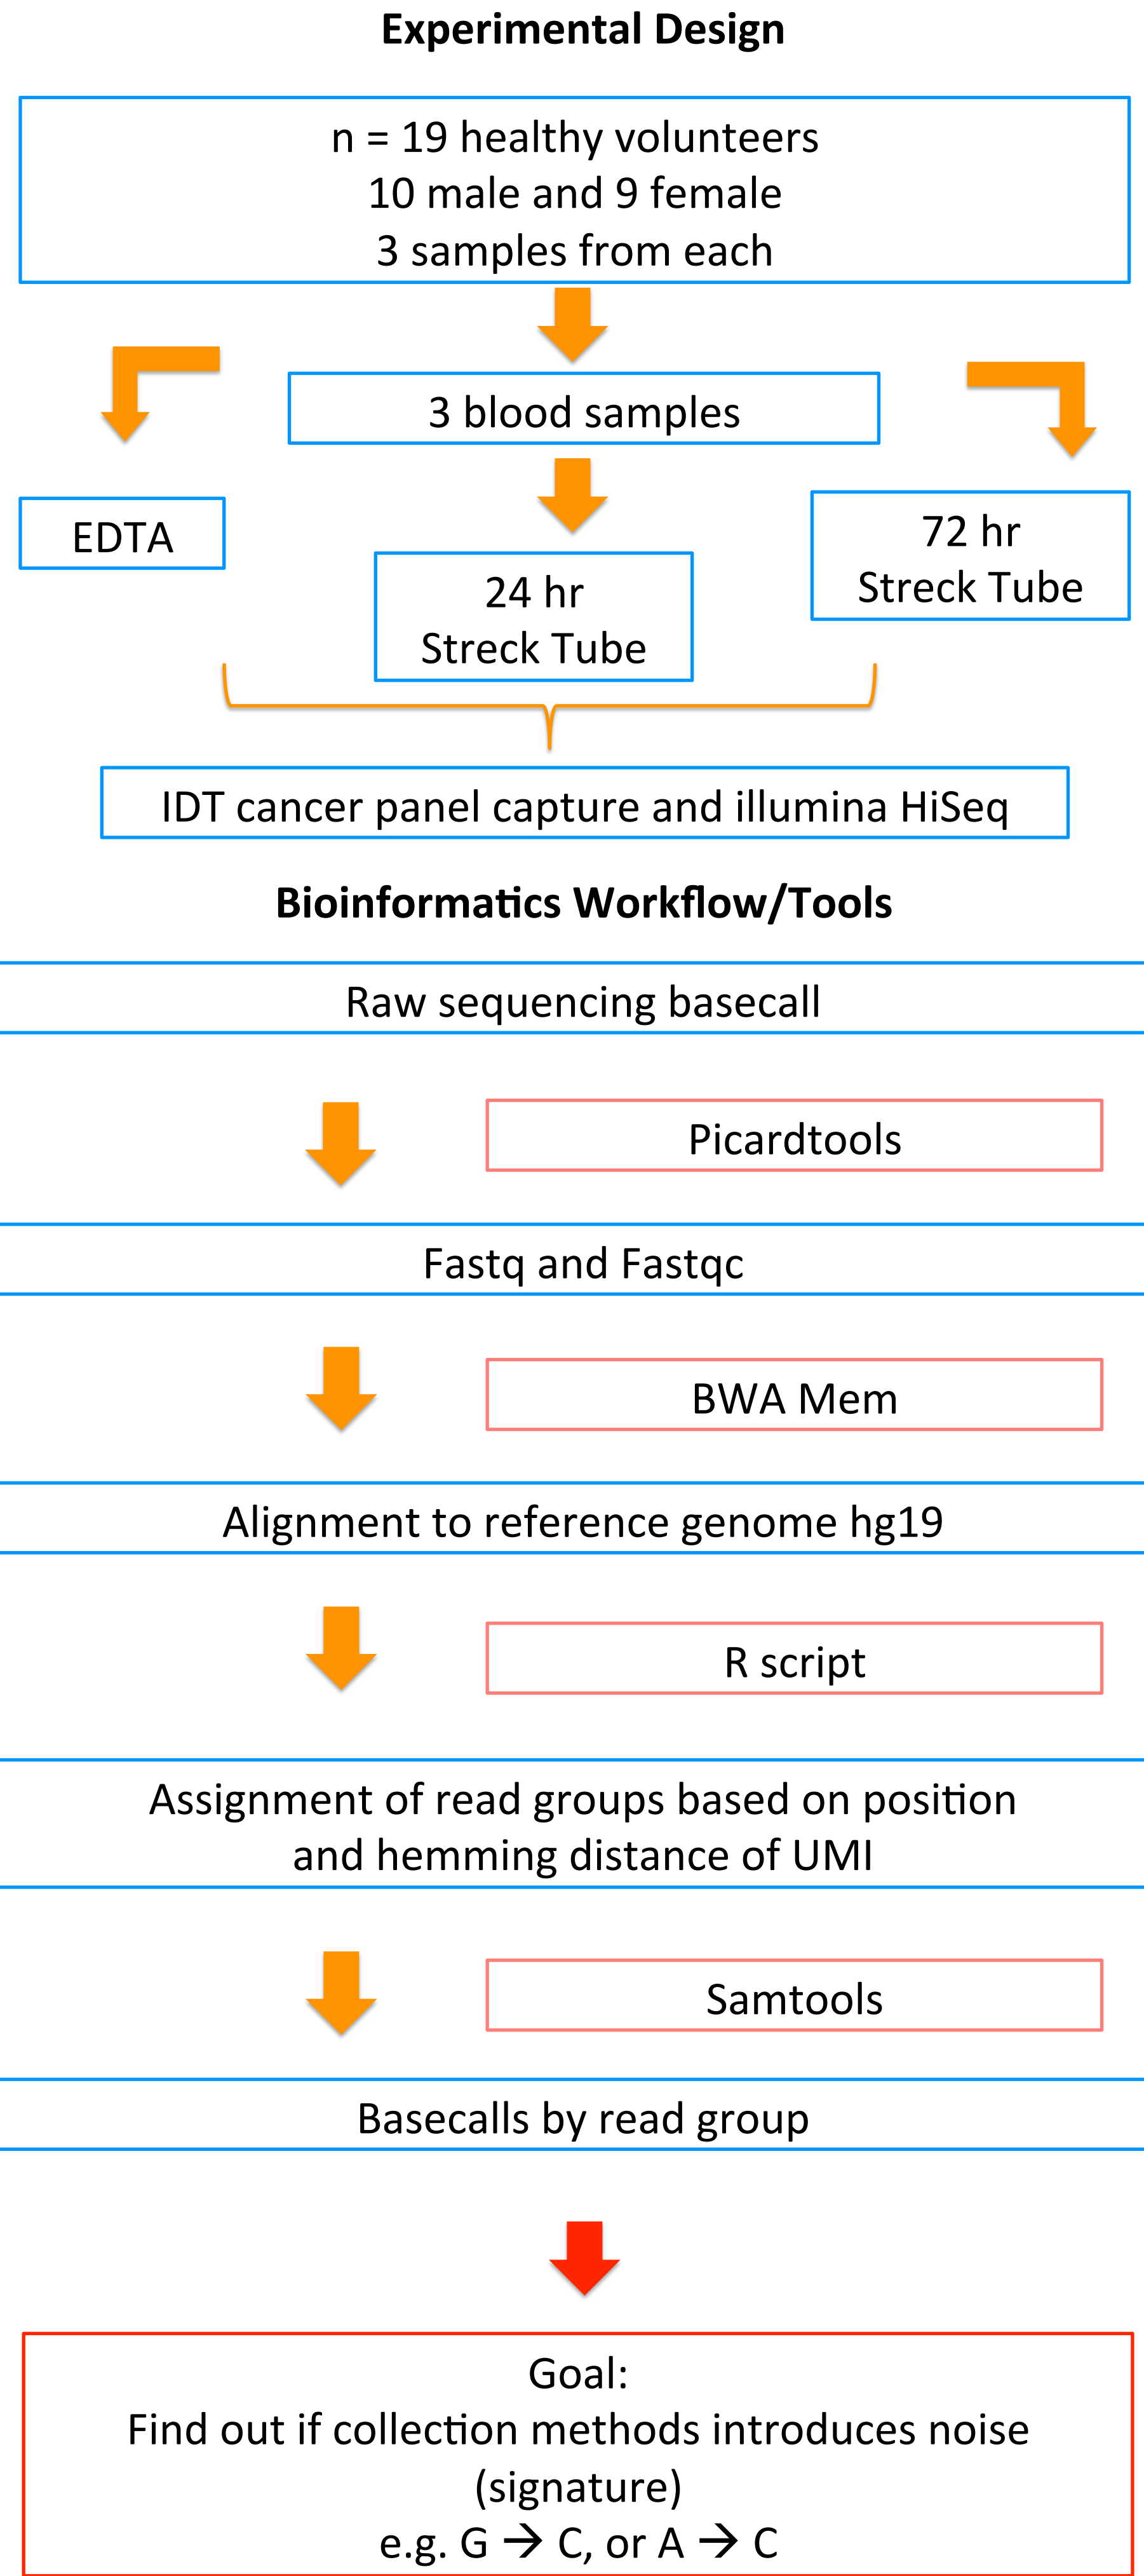 Experimental Design
n = 19 healthy volunteers
10 male and 9 female
3 samples from each
3 blood samples
EDTA
24 hr
Streck Tube
72 hr
Streck Tube
IDT cancer panel capture and illumina HiSeq
Bioinformatics Workflow/Tools
Raw sequencing basecall
Picardtools
Fastq and Fastqc
BWA Mem
Alignment to reference genome hg19
R script
Assignment of read groups based on position
and hemming distance of UMI
Samtools
Basecalls by read group
Goal:
Find out if collection methods introduces noise
(signature)
e.g. G → C, or A → C